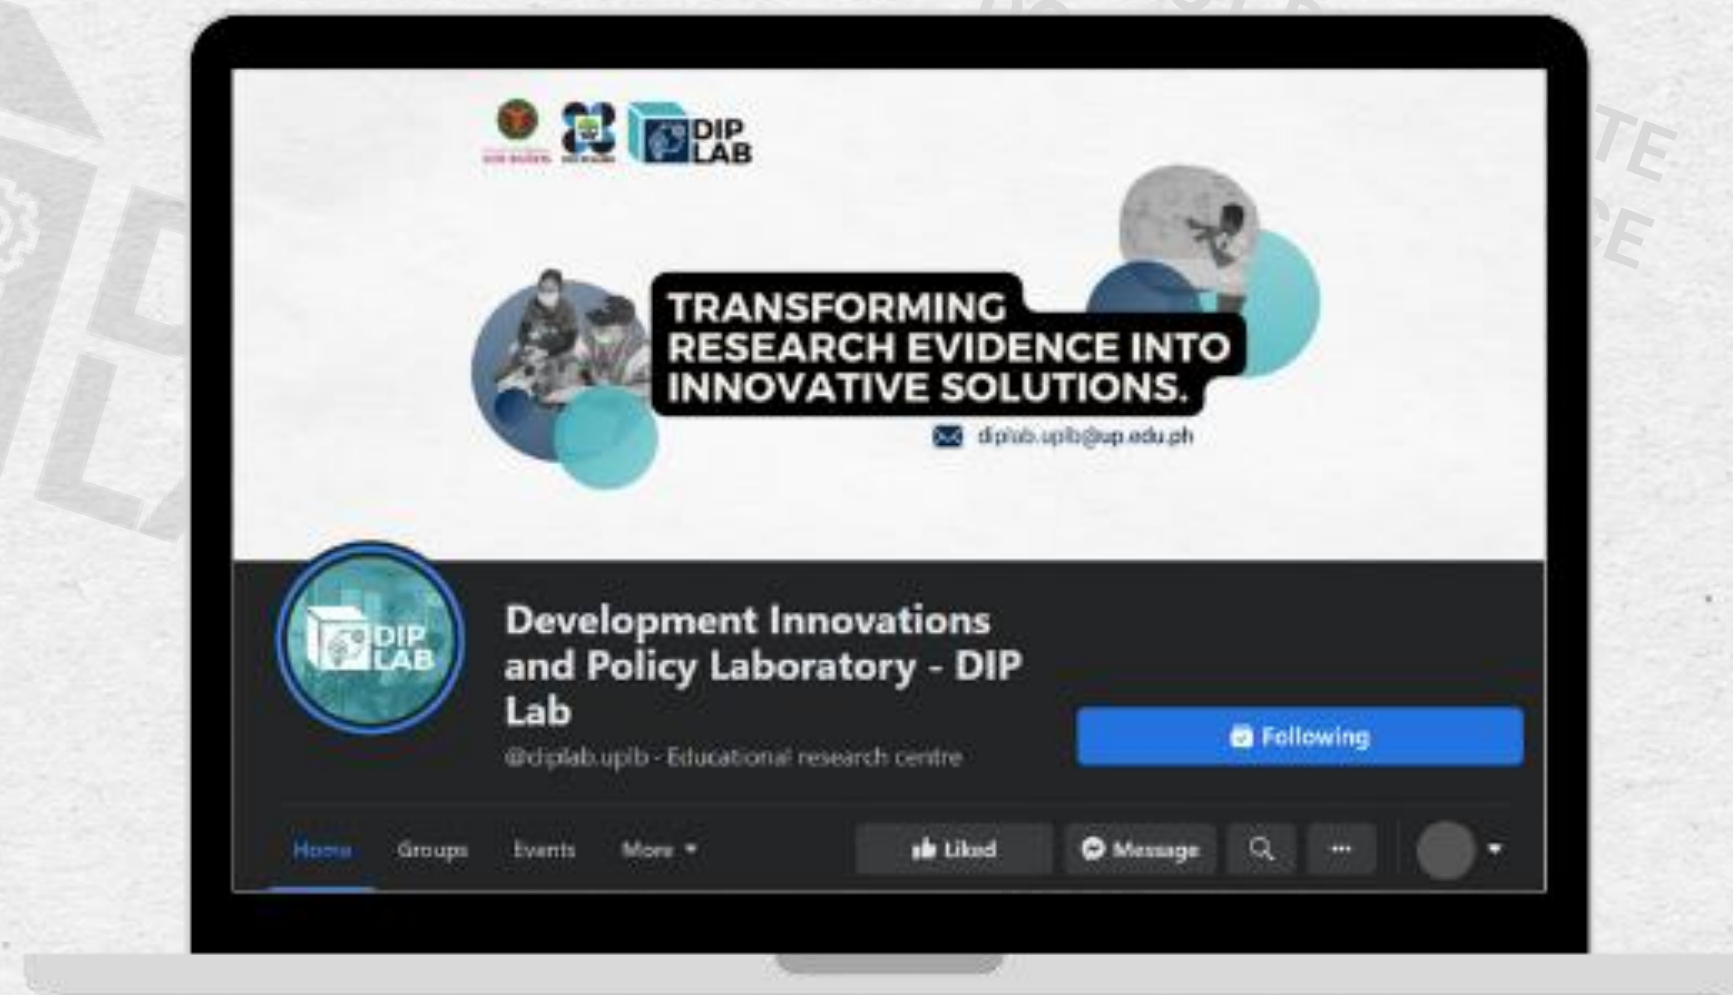 DIP
LAB
TRANSFORMING
RESEARCH EVIDENCE INTO
INNOVATIVE SOLUTIONS.
diplab.uplb@up.edu.ph
DIP
LAB
Development Innovations
and Policy Laboratory - DIP
Lab
@diplab.uplb - Educational research centre
Following
Home Groups Events More
Liked Message
TE